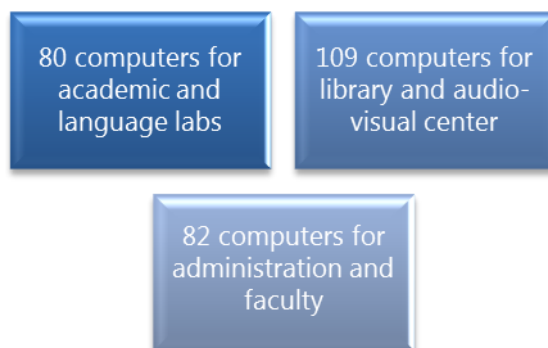 80 computers for
academic and
language labs
109 computers for
library and audio-
visual center
82 computers for
administration and
faculty